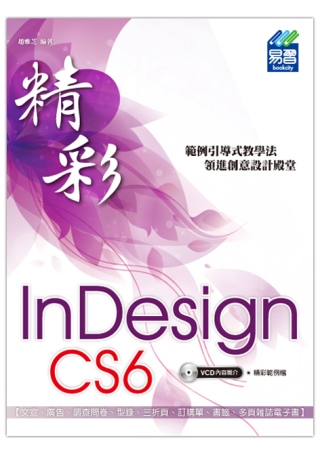 趙雅芝 編著
易習
bookcity
精彩
範例引導式教學法
領進創意設計殿堂
InDesign
CS6
VCD內容簡介 • 精彩範例檔
【文宣、廣告、調查問卷、型錄、三折頁、訂購單、書籤、多頁雜誌電子書】